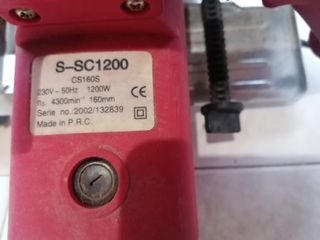 S-SC1200
CS160S
230V~ 50Hz 1200W
n₀. 4300min⁻¹ 160mm
Serie no.:2002/132839
Made in P.R.C.
CE